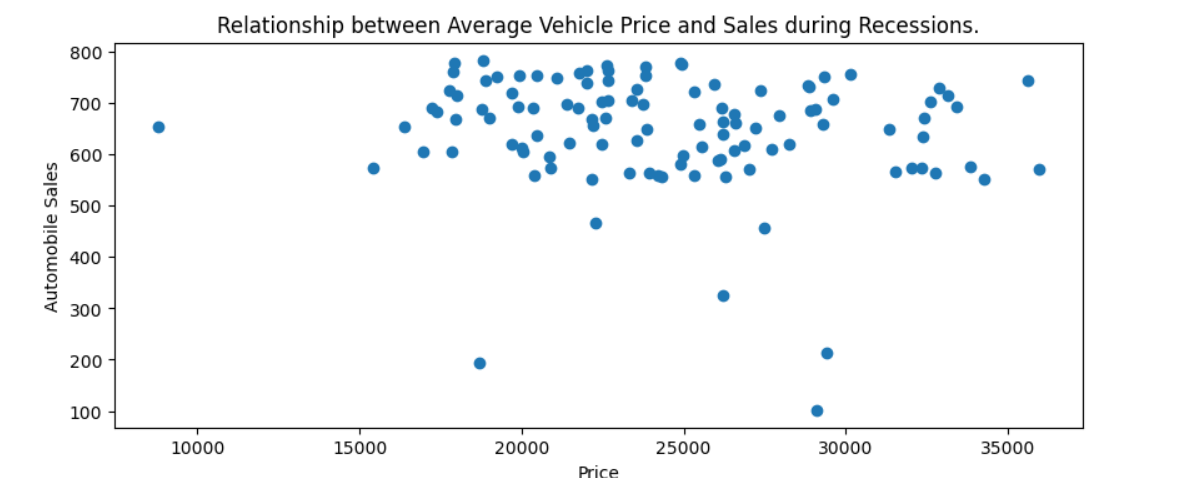 Relationship between Average Vehicle Price and Sales during Recessions.
800
700
600
500
400
300
200
100
Automobile Sales
10000 15000 20000 25000 30000 35000
Price